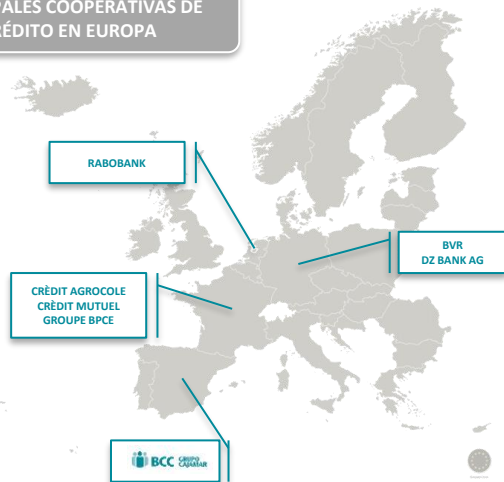 PALES COOPERATIVAS DE
RÉDITO EN EUROPA
RABOBANK
BVR
DZ BANK AG
CRÈDIT AGROCOLE
CRÈDIT MUTUEL
GROUPE BPCE
BCC GRUPO
CAJAMAR